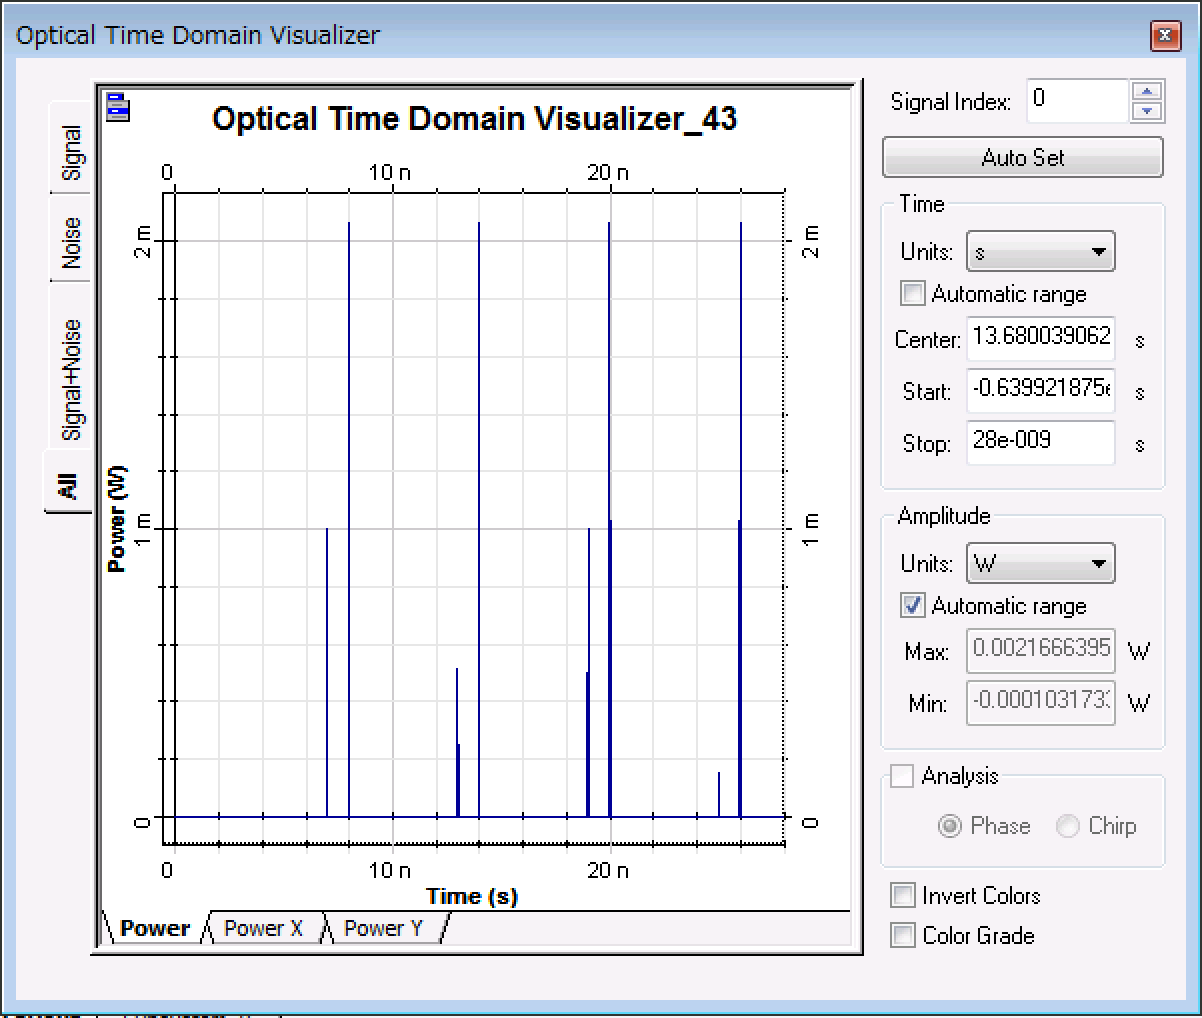 Optical Time Domain Visualizer
Signal
Noise
Signal+Noise
All
Optical Time Domain Visualizer_43
0 10 n 20 n
2 m
1 m
0
Power (W)
2 m
1 m
0
0 10 n 20 n
Time (s)
Power Power X Power Y
Signal Index: 0
Auto Set
Time
Units: s
Automatic range
Center: 13.680039062 s
Start: -0.639921875e s
Stop: 28e-009 s
Amplitude
Units: W
Automatic range
Max: 0.0021666395 W
Min: -0.000103173 W
Analysis
Phase Chirp
Invert Colors
Color Grade